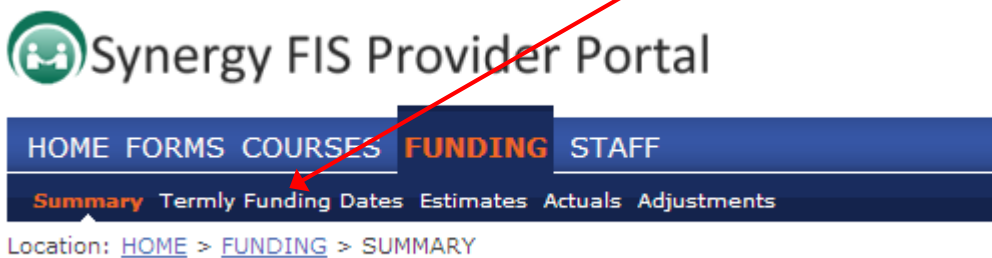 Synergy FIS Provider Portal
HOME FORMS COURSES FUNDING STAFF
Summary Termly Funding Dates Estimates Actuals Adjustments
Location: HOME > FUNDING > SUMMARY